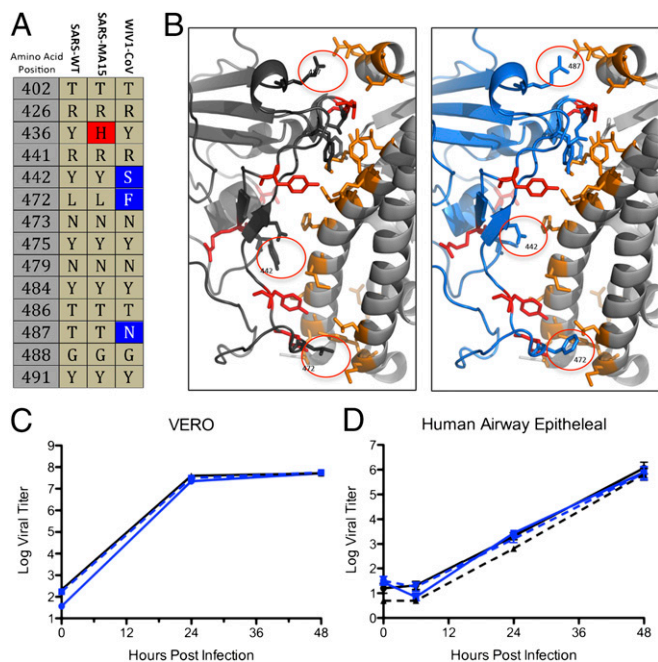 A
Amino Acid Position SARS-WT SARS-MA15 WIV1-CoV
402 T T T
426 R R R
436 Y H Y
441 R R R
442 Y Y S
472 L L F
473 N N N
475 Y Y Y
479 N N N
484 Y Y Y
486 T T T
487 T T N
488 G G G
491 Y Y Y
B
442
472
487
442
472
C
VERO
Log Viral Titer
9
8
7
6
5
4
3
2
1
0 12 24 36 48
Hours Post Infection
D
Human Airway Epitheleal
Log Viral Titer
6
5
4
3
2
1
0
0 12 24 36 48
Hours Post Infection